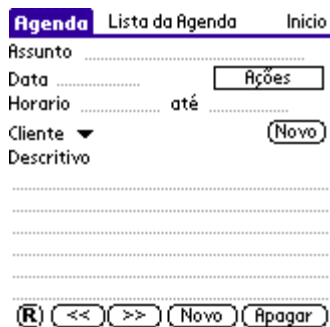 Agenda Lista da Agenda Inicio
Assunto
Data Ações
Horario até
Cliente Novo
Descritivo
R << >> Novo Apagar